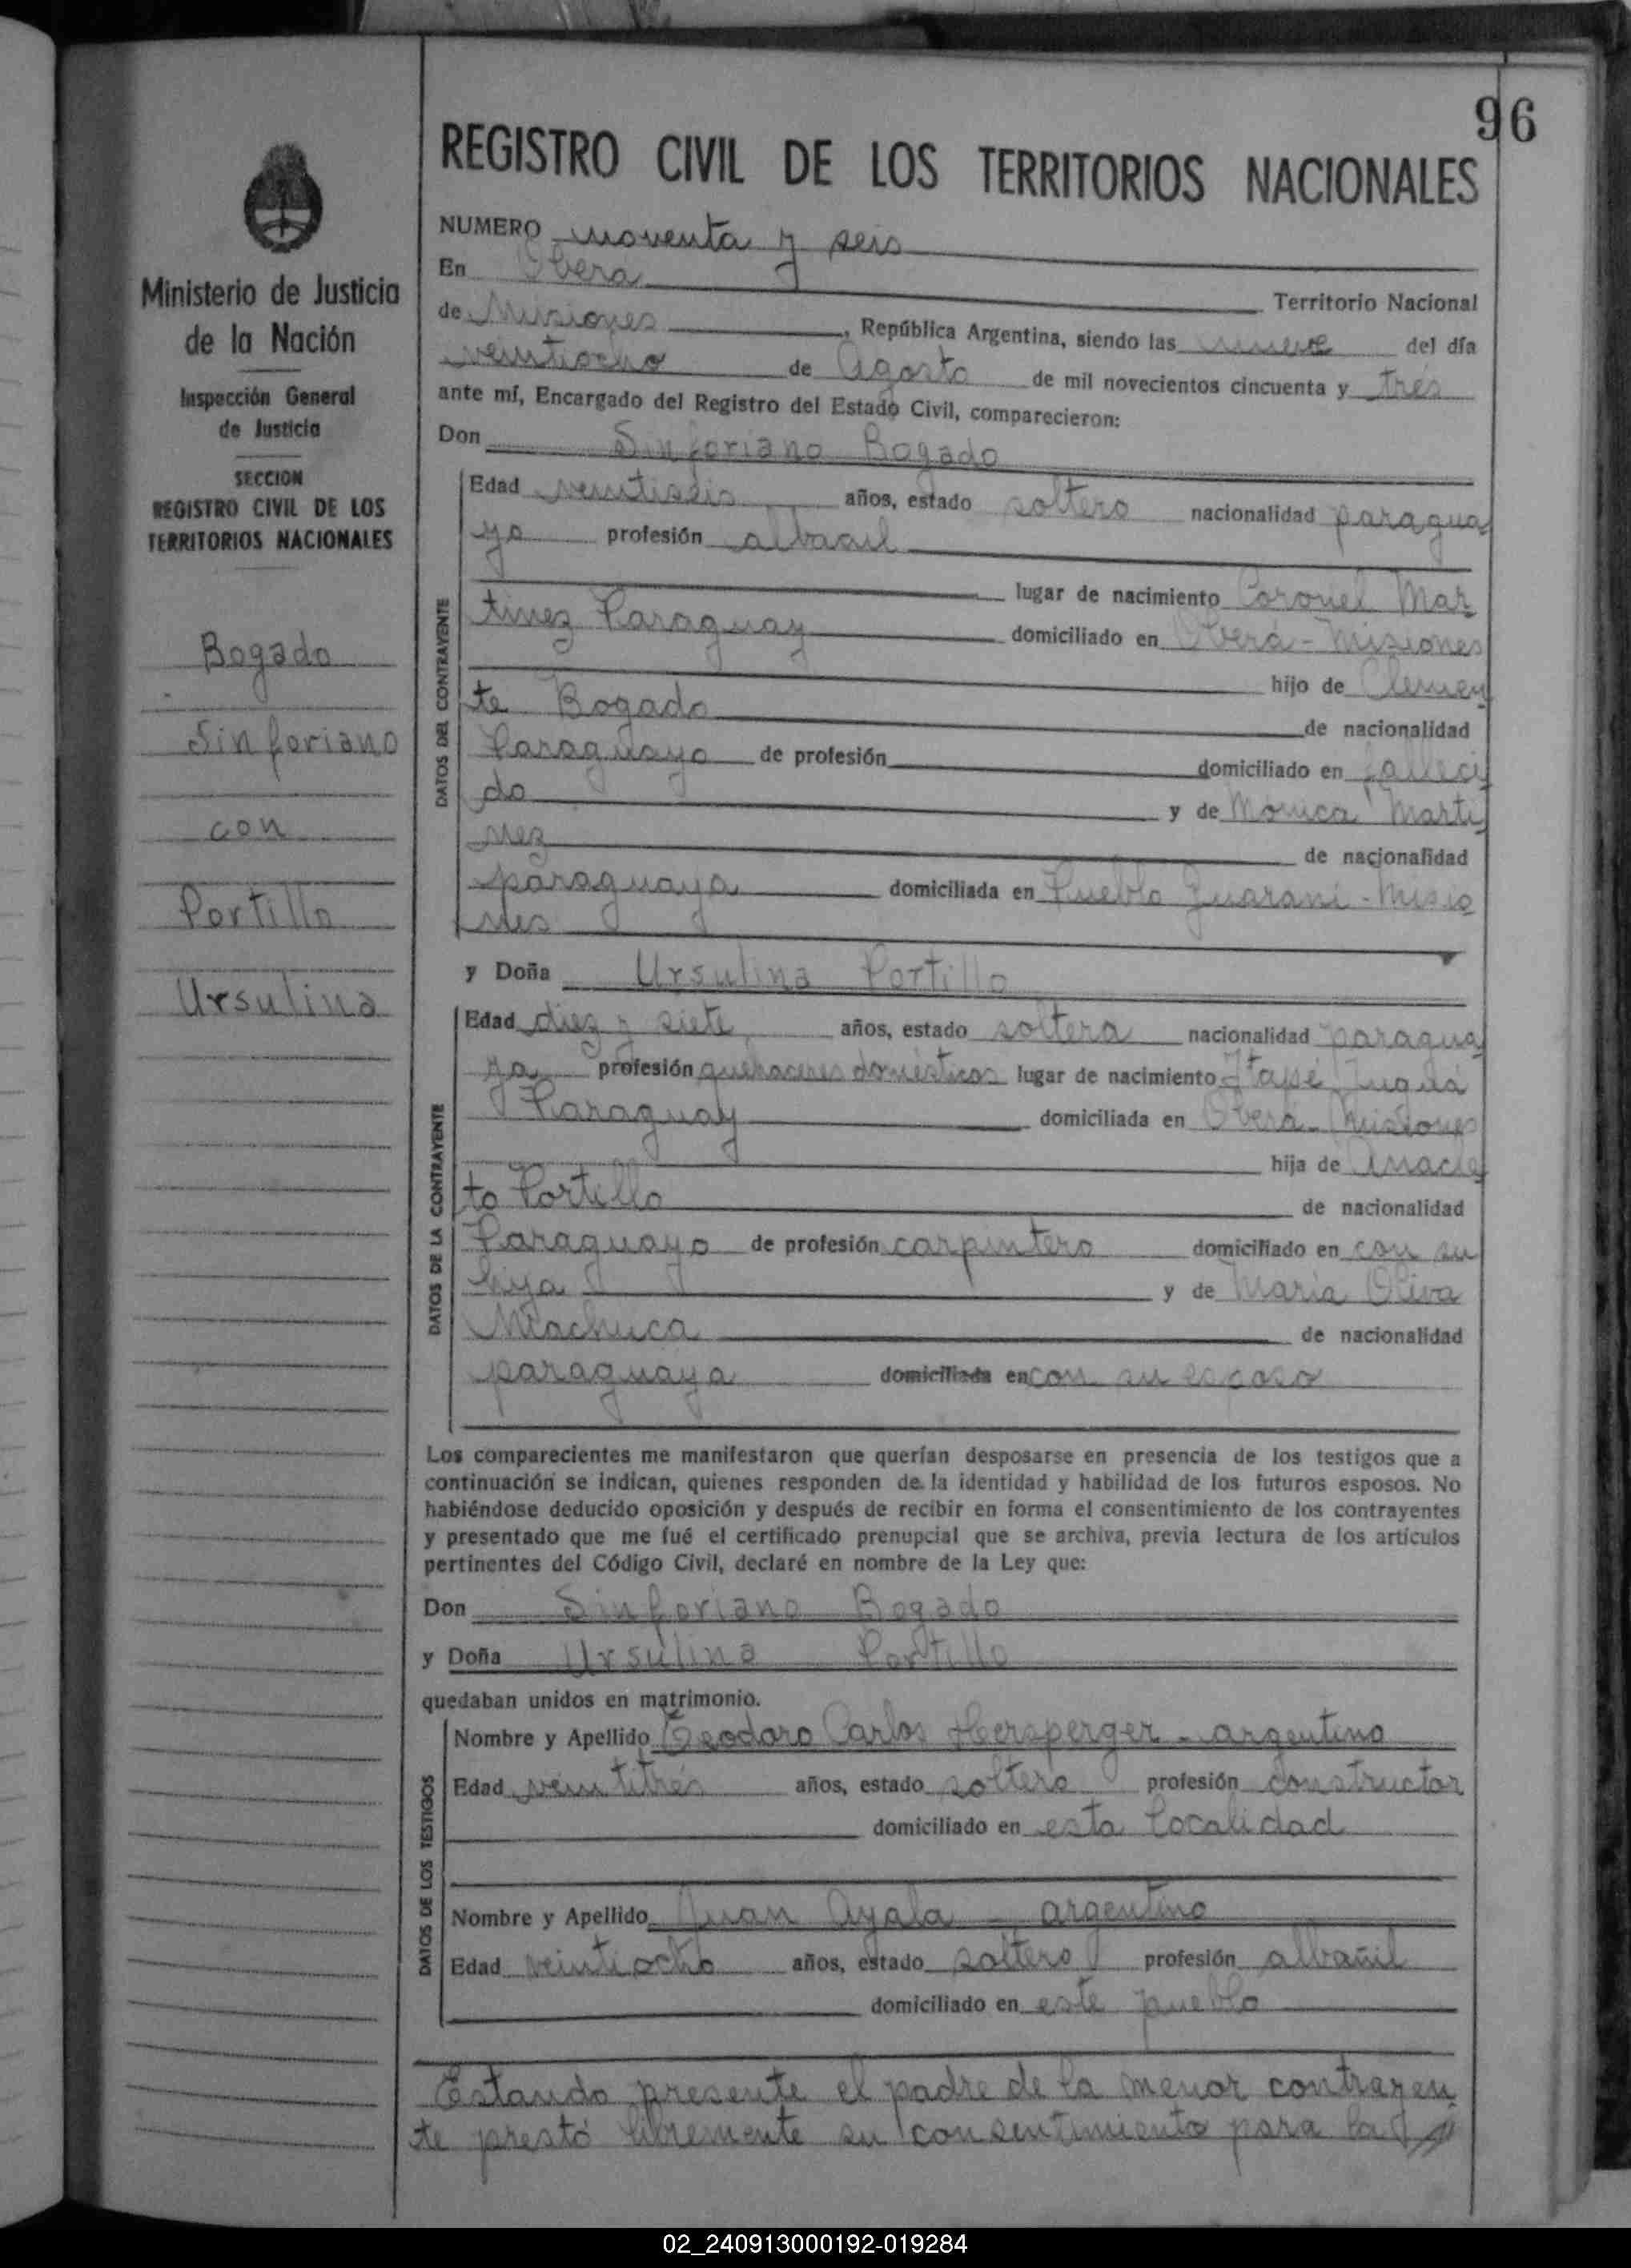 96
REGISTRO CIVIL DE LOS TERRITORIOS NACIONALES
Ministerio de Justicia
de la Nación
Inspección General
de Justicia
SECCION
REGISTRO CIVIL DE LOS
TERRITORIOS NACIONALES
Bogado
Sinforiano
con
Portillo
Ursulina
NUMERO noventa y seis
En Oberá Territorio Nacional
de Misiones, República Argentina, siendo las nueve del día
veintiocho de Agosto de mil novecientos cincuenta y tres
ante mí, Encargado del Registro del Estado Civil, comparecieron:
Don Sinforiano Bogado
DATOS DEL CONTRAYENTE
Edad veintiseis años, estado soltero nacionalidad paragua
yo profesión albañil
lugar de nacimiento Coronel Mar
tinez Paraguay domiciliado en Oberá - Misiones
hijo de Clemen
te Bogado de nacionalidad
Paraguayo de profesión domiciliado en falleci
do y de Mónica Marti
nez de nacionalidad
paraguaya domiciliada en Pueblo Guaraní - Misio
nes
y Doña Ursulina Portillo
DATOS DE LA CONTRAYENTE
Edad diez y siete años, estado soltera nacionalidad paragua
ya profesión quehaceres domésticos lugar de nacimiento Itapé
Paraguay domiciliada en Oberá - Misiones
hija de Anacle
to Portillo de nacionalidad
Paraguayo de profesión carpintero domiciliado en con su
hija y de María Oliva
Machuca de nacionalidad
paraguaya domiciliada en con su esposo
Los comparecientes me manifestaron que querían desposarse en presencia de los testigos que a
continuación se indican, quienes responden de la identidad y habilidad de los futuros esposos. No
habiéndose deducido oposición y después de recibir en forma el consentimiento de los contrayentes
y presentado que me fué el certificado prenupcial que se archiva, previa lectura de los artículos
pertinentes del Código Civil, declaré en nombre de la Ley que:
Don Sinforiano Bogado
y Doña Ursulina Portillo
quedaban unidos en matrimonio.
DATOS DE LOS TESTIGOS
Nombre y Apellido Teodoro Carlos Hersperger - argentino
Edad veintitrés años, estado soltero profesión constructor
domiciliado en esta localidad
Nombre y Apellido Juan Ayala - argentino
Edad veintiocho años, estado soltero profesión albañil
domiciliado en este pueblo
Estando presente el padre de la menor contrayen
te prestó libremente su consentimiento para la
02_240913000192-019284